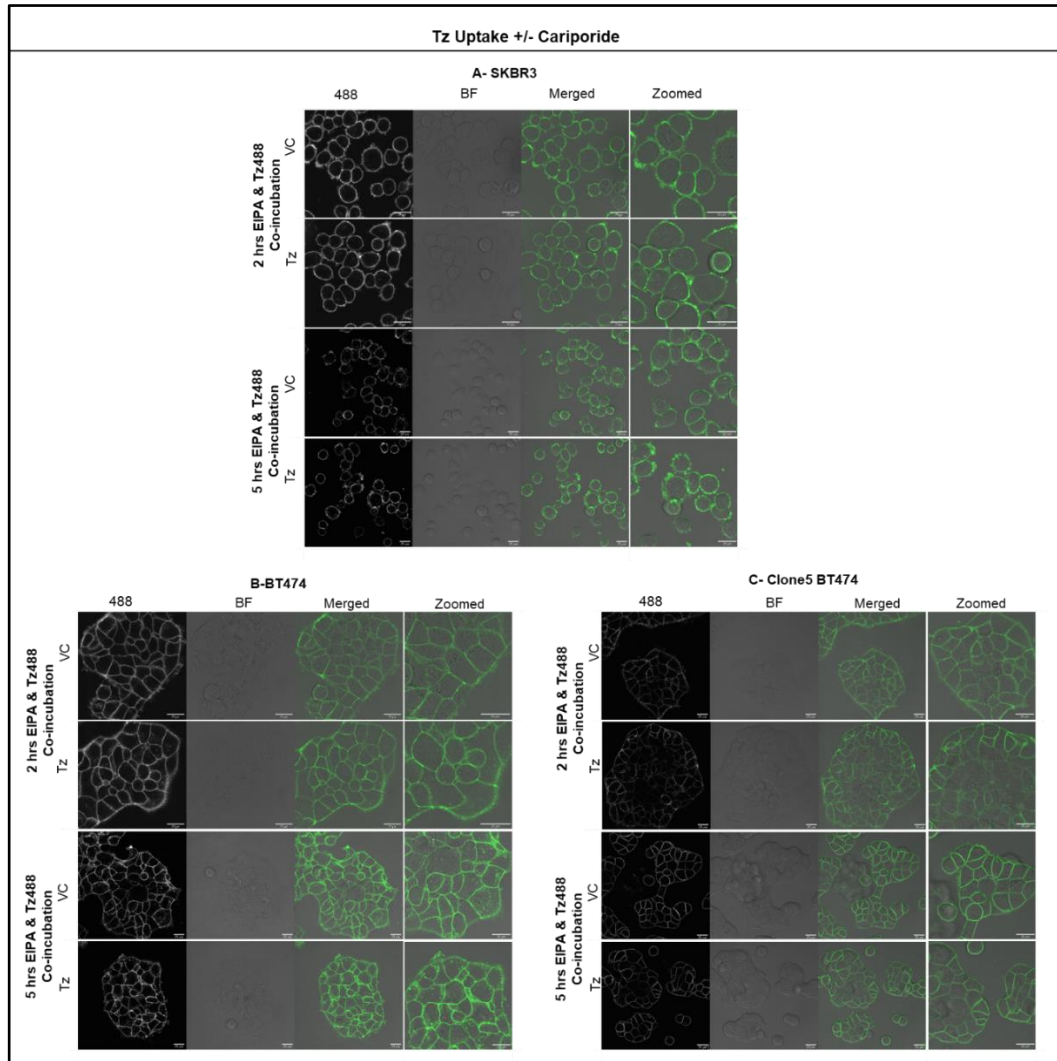 Tz Uptake +/- Cariporide
A- SKBR3
488 BF Merged Zoomed
2 hrs EIPA & Tz488
Co-incubation
VC
Tz
5 hrs EIPA & Tz488
Co-incubation
VC
Tz
B-BT474
488 BF Merged Zoomed
2 hrs EIPA & Tz488
Co-incubation
VC
Tz
5 hrs EIPA & Tz488
Co-incubation
VC
Tz
C- Clone5 BT474
488 BF Merged Zoomed
2 hrs EIPA & Tz488
Co-incubation
VC
Tz
5 hrs EIPA & Tz488
Co-incubation
VC
Tz